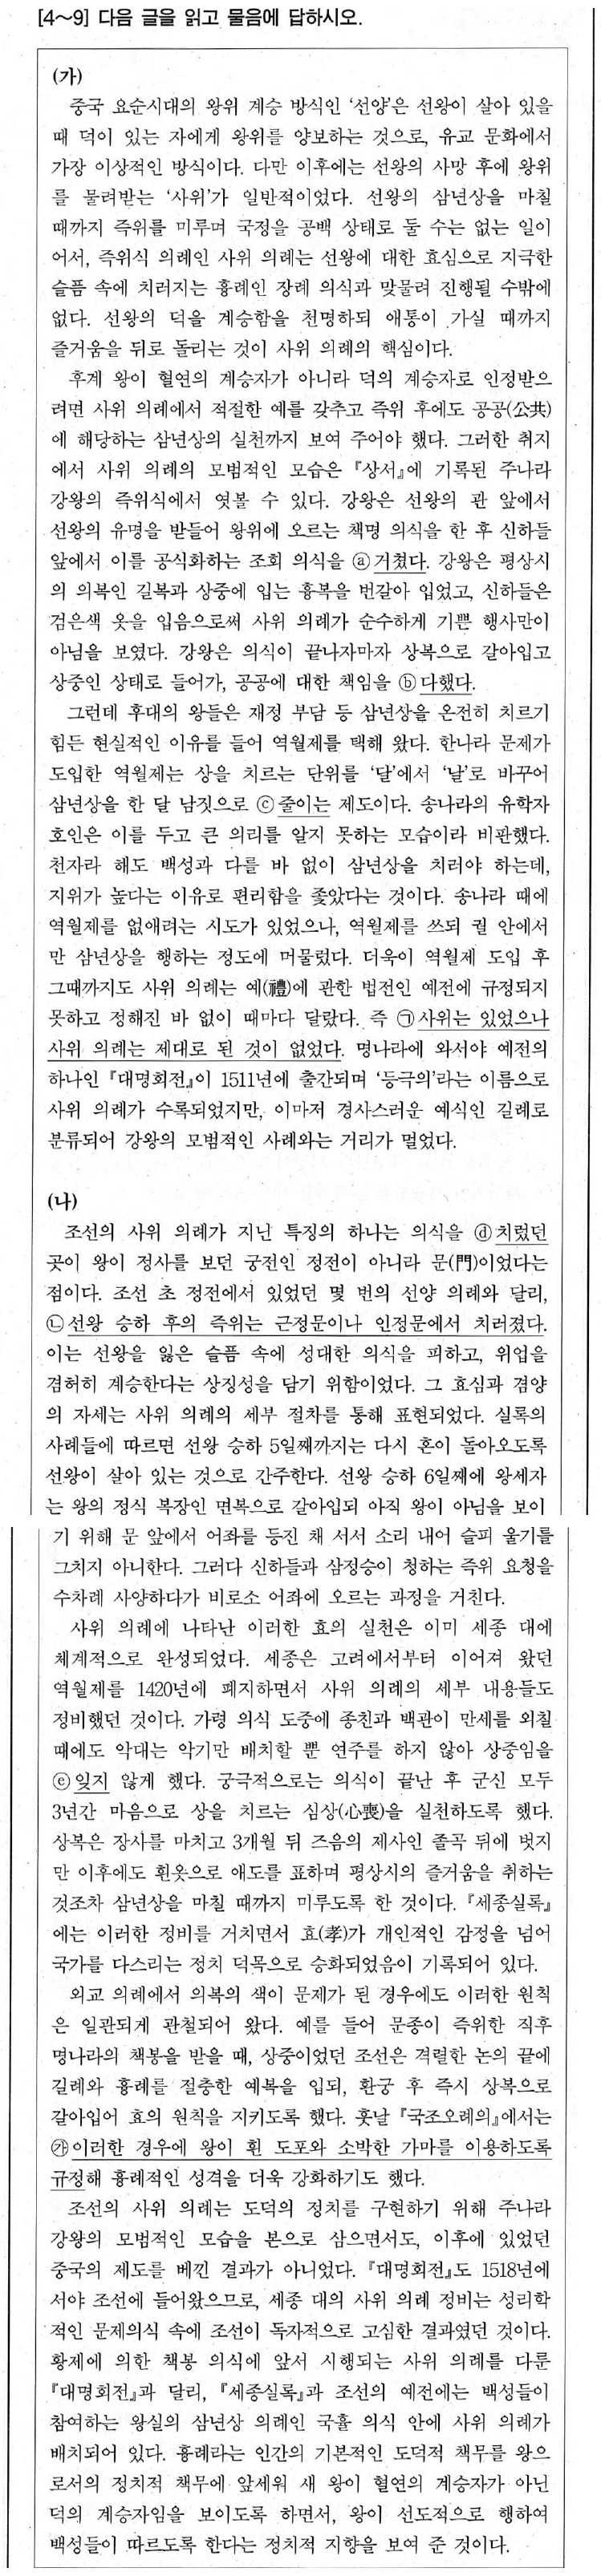 [4～9] 다음 글을 읽고 물음에 답하시오.
(가)
중국 요순시대의 왕위 계승 방식인 ‘선양’은 선왕이 살아 있을
때 덕이 있는 자에게 왕위를 양보하는 것으로, 유교 문화에서
가장 이상적인 방식이다. 다만 이후에는 선왕의 사망 후에 왕위
를 물려받는 ‘사위’가 일반적이었다. 선왕의 삼년상을 마칠
때까지 즉위를 미루며 국정을 공백 상태로 둘 수는 없는 일이
어서, 즉위식 의례인 사위 의례는 선왕에 대한 효심으로 지극한
슬픔 속에 치러지는 흉례인 장례 의식과 맞물려 진행될 수밖에
없다. 선왕의 덕을 계승함을 천명하되 애통이 가실 때까지
즐거움을 뒤로 돌리는 것이 사위 의례의 핵심이다.
후계 왕이 혈연의 계승자가 아니라 덕의 계승자로 인정받으
려면 사위 의례에서 적절한 예를 갖추고 즉위 후에도 공공(公共)
에 해당하는 삼년상의 실천까지 보여 주어야 했다. 그러한 취지
에서 사위 의례의 모범적인 모습은 『상서』에 기록된 주나라
강왕의 즉위식에서 엿볼 수 있다. 강왕은 선왕의 관 앞에서
선왕의 유명을 받들어 왕위에 오르는 책명 의식을 한 후 신하들
앞에서 이를 공식화하는 조회 의식을 ⓐ거쳤다. 강왕은 평상시
의 의복인 길복과 상중에 입는 흉복을 번갈아 입었고, 신하들은
검은색 옷을 입음으로써 사위 의례가 순수하게 기쁜 행사만이
아님을 보였다. 강왕은 의식이 끝나자마자 상복으로 갈아입고
상중인 상태로 들어가, 공공에 대한 책임을 ⓑ다했다.
그런데 후대의 왕들은 재정 부담 등 삼년상을 온전히 치르기
힘든 현실적인 이유를 들어 역월제를 택해 왔다. 한나라 문제가
도입한 역월제는 상을 치르는 단위를 ‘달’에서 ‘날’로 바꾸어
삼년상을 한 달 남짓으로 ⓒ줄이는 제도이다. 송나라의 유학자
호인은 이를 두고 큰 의리를 알지 못하는 모습이라 비판했다.
천자라 해도 백성과 다를 바 없이 삼년상을 치러야 하는데,
지위가 높다는 이유로 편리함을 좇았다는 것이다. 송나라 때에
역월제를 없애려는 시도가 있었으나, 역월제를 쓰되 궐 안에서
만 삼년상을 행하는 정도에 머물렀다. 더욱이 역월제 도입 후
그때까지도 사위 의례는 예(禮)에 관한 법전인 예전에 규정되지
못하고 정해진 바 없이 때마다 달랐다. 즉 ㉠사위는 있었으나
사위 의례는 제대로 된 것이 없었다. 명나라에 와서야 예전의
하나인 『대명회전』이 1511년에 출간되며 ‘등극의’라는 이름으로
사위 의례가 수록되었지만, 이마저 경사스러운 예식인 길례로
분류되어 강왕의 모범적인 사례와는 거리가 멀었다.
(나)
조선의 사위 의례가 지닌 특징의 하나는 의식을 ⓓ치렀던
곳이 왕이 정사를 보던 궁전인 정전이 아니라 문(門)이었다는
점이다. 조선 초 정전에서 있었던 몇 번의 선양 의례와 달리,
㉡선왕 승하 후의 즉위는 근정문이나 인정문에서 치러졌다.
이는 선왕을 잃은 슬픔 속에 성대한 의식을 피하고, 위업을
겸허히 계승한다는 상징성을 담기 위함이었다. 그 효심과 겸양
의 자세는 사위 의례의 세부 절차를 통해 표현되었다. 실록의
사례들에 따르면 선왕 승하 5일째까지는 다시 혼이 돌아오도록
선왕이 살아 있는 것으로 간주한다. 선왕 승하 6일째에 왕세자
는 왕의 정식 복장인 면복으로 갈아입되 아직 왕이 아님을 보이
기 위해 문 앞에서 어좌를 등진 채 서서 소리 내어 슬피 울기를
그치지 아니한다. 그러다 신하들과 삼정승이 청하는 즉위 요청을
수차례 사양하다가 비로소 어좌에 오르는 과정을 거친다.
사위 의례에 나타난 이러한 효의 실천은 이미 세종 대에
체계적으로 완성되었다. 세종은 고려에서부터 이어져 왔던
역월제를 1420년에 폐지하면서 사위 의례의 세부 내용들도
정비했던 것이다. 가령 의식 도중에 종친과 백관이 만세를 외칠
때에도 악대는 악기만 배치할 뿐 연주를 하지 않아 상중임을
ⓔ잊지 않게 했다. 궁극적으로는 의식이 끝난 후 군신 모두
3년간 마음으로 상을 치르는 심상(心喪)을 실천하도록 했다.
상복은 장사를 마치고 3개월 뒤 즈음의 제사인 졸곡 뒤에 벗지
만 이후에도 흰옷으로 애도를 표하며 평상시의 즐거움을 취하는
것조차 삼년상을 마칠 때까지 미루도록 한 것이다. 『세종실록』
에는 이러한 정비를 거치면서 효(孝)가 개인적인 감정을 넘어
국가를 다스리는 정치 덕목으로 승화되었음이 기록되어 있다.
외교 의례에서 의복의 색이 문제가 된 경우에도 이러한 원칙
은 일관되게 관철되어 왔다. 예를 들어 문종이 즉위한 직후
명나라의 책봉을 받을 때, 상중이었던 조선은 격렬한 논의 끝에
길례와 흉례를 절충한 예복을 입되, 환궁 후 즉시 상복으로
갈아입어 효의 원칙을 지키도록 했다. 훗날 『국조오례의』에서는
㉮이러한 경우에 왕이 흰 도포와 소박한 가마를 이용하도록
규정해 흉례적인 성격을 더욱 강화하기도 했다.
조선의 사위 의례는 도덕의 정치를 구현하기 위해 주나라
강왕의 모범적인 모습을 본으로 삼으면서도, 이후에 있었던
중국의 제도를 베낀 결과가 아니었다. 『대명회전』도 1518년에
서야 조선에 들어왔으므로, 세종 대의 사위 의례 정비는 성리학
적인 문제의식 속에 조선이 독자적으로 고심한 결과였던 것이다.
황제에 의한 책봉 의식에 앞서 시행되는 사위 의례를 다룬
『대명회전』과 달리, 『세종실록』과 조선의 예전에는 백성들이
참여하는 왕실의 삼년상 의례인 국휼 의식 안에 사위 의례가
배치되어 있다. 흉례라는 인간의 기본적인 도덕적 책무를 왕으
로서의 정치적 책무에 앞세워 새 왕이 혈연의 계승자가 아닌
덕의 계승자임을 보이도록 하면서, 왕이 선도적으로 행하여
백성들이 따르도록 한다는 정치적 지향을 보여 준 것이다.